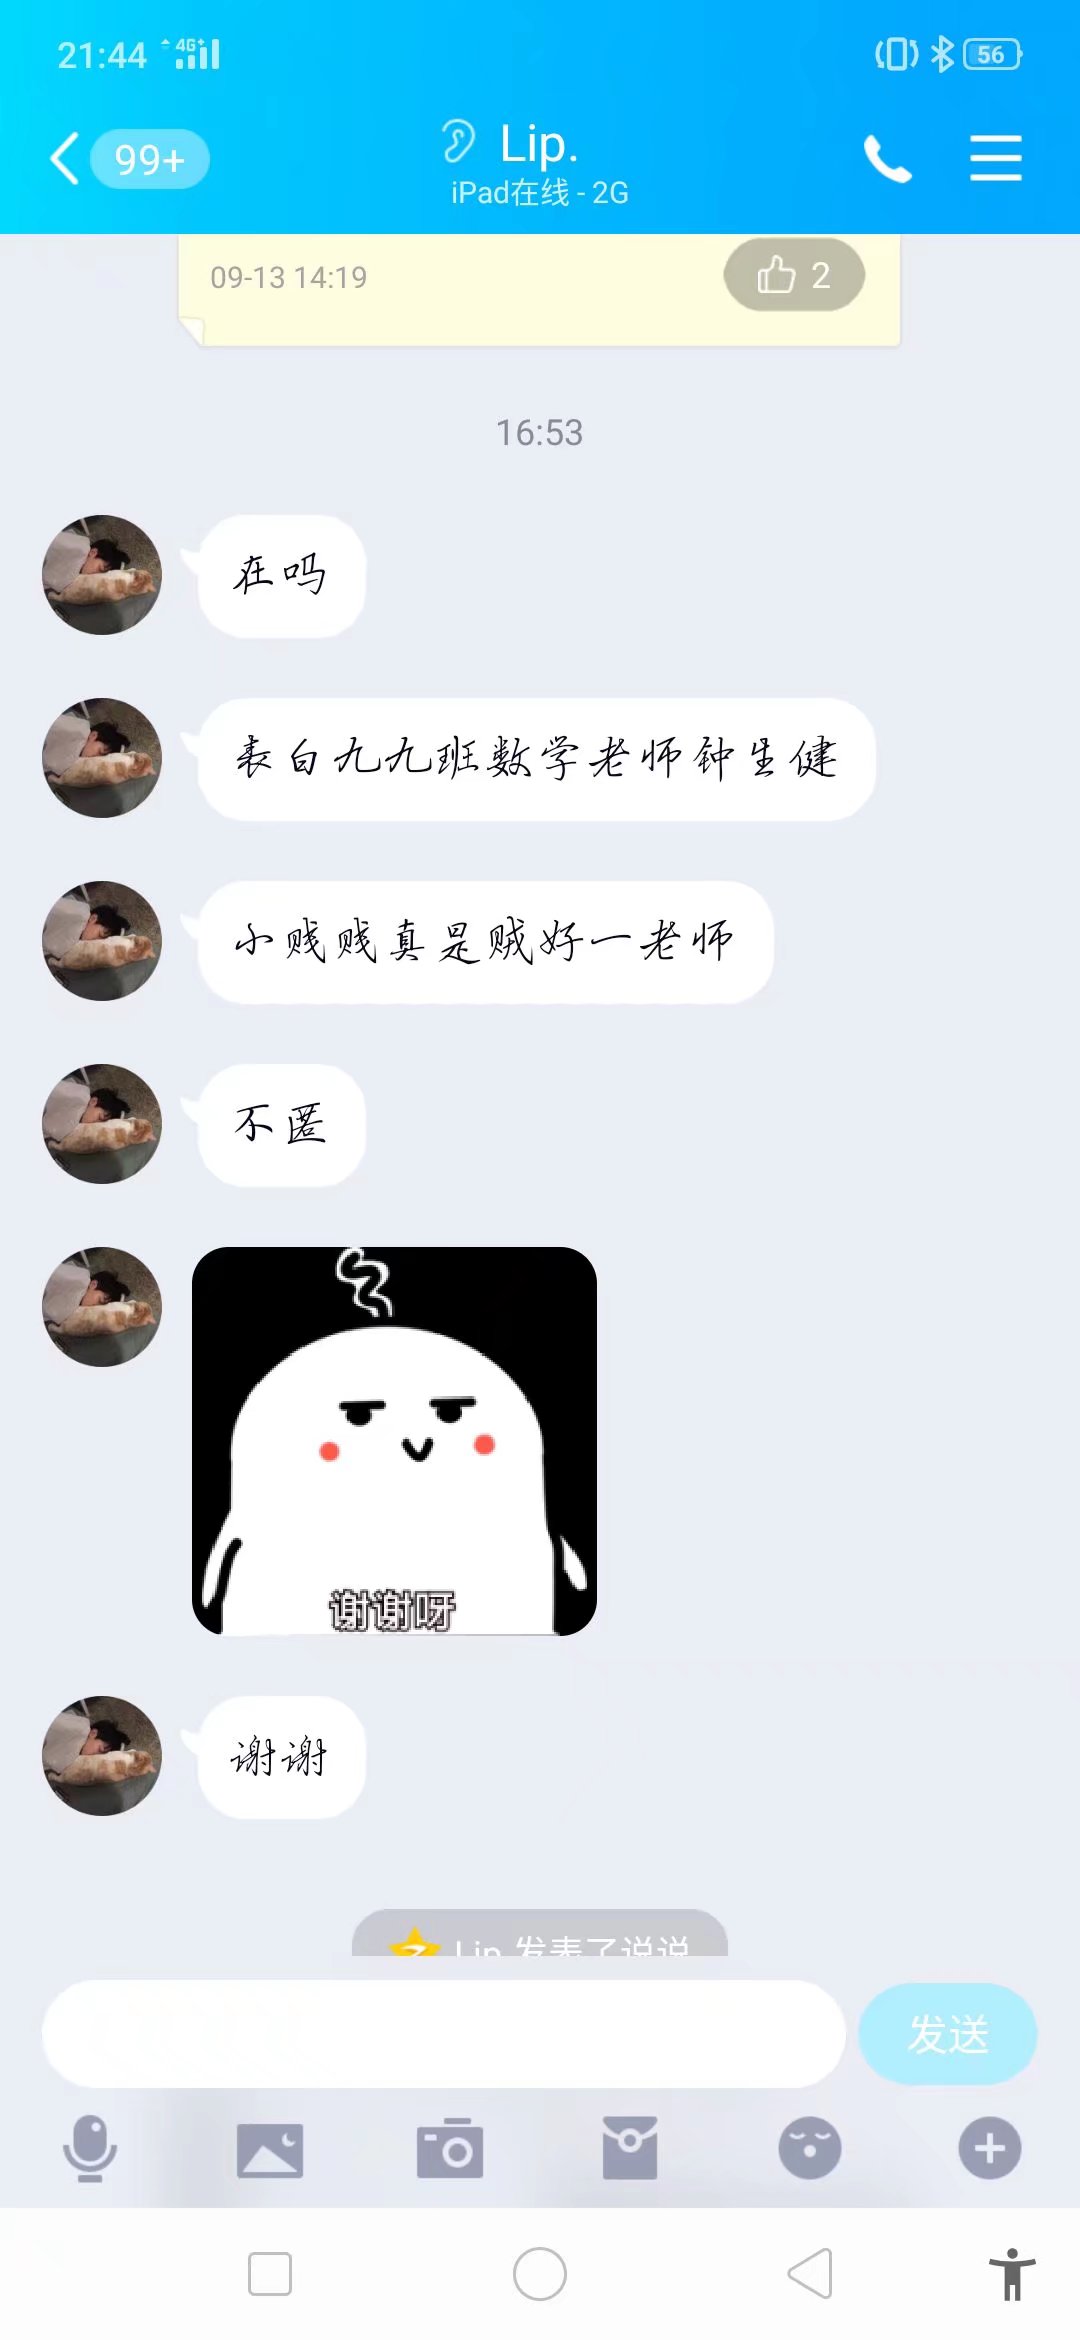 21:44 4G+ 56
99+ Lip.
iPad在线 - 2G
09-13 14:19 2
16:53
在吗
表白九九班数学老师钟生健
小贱贱真是贼好一老师
不匿
谢谢呀
谢谢
Lip 发表了说说
发送